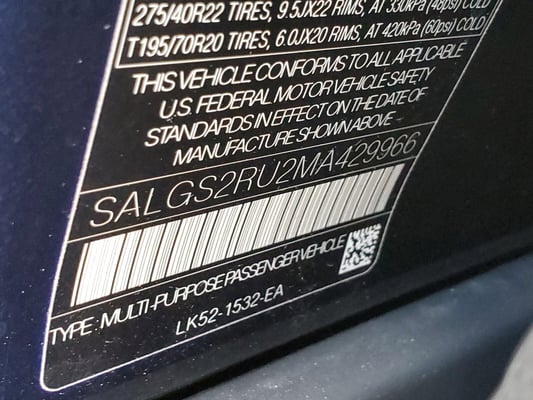 275/40R22 TIRES, 9.5JX22 RIMS, AT 330kPa (48psi) COLD
T195/70R20 TIRES, 6.0JX20 RIMS, AT 420kPa (60psi) COLD
THIS VEHICLE CONFORMS TO ALL APPLICABLE
U.S. FEDERAL MOTOR VEHICLE SAFETY
STANDARDS IN EFFECT ON THE DATE OF
MANUFACTURE SHOWN ABOVE
SALGS2RU2MA429966
TYPE: MULTI-PURPOSE PASSENGER VEHICLE
LK52-1532-EA